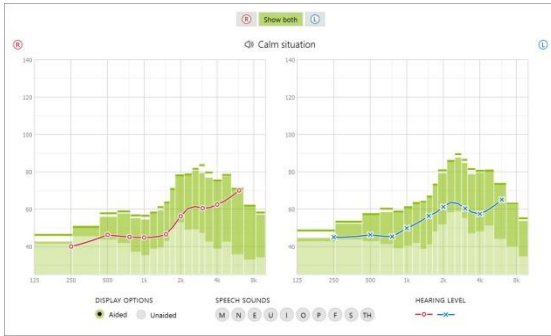 R Show both L
R Calm situation L
140 140
120 120
100 100
80 80
60 60
40 40
125 250 500 1k 2k 4k 8k 125 250 500 1k 2k 4k 8k
DISPLAY OPTIONS SPEECH SOUNDS HEARING LEVEL
Aided Unaided M N E U I O P F S TH